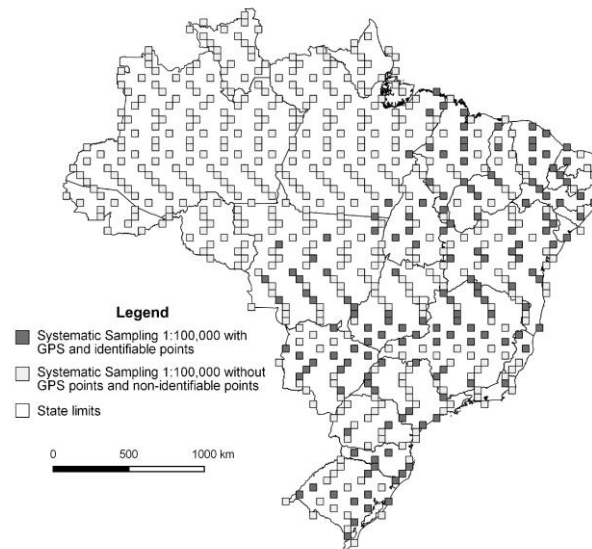 Legend
Systematic Sampling 1:100,000 with
GPS and identifiable points
Systematic Sampling 1:100,000 without
GPS points and non-identifiable points
State limits
0 500 1000 km